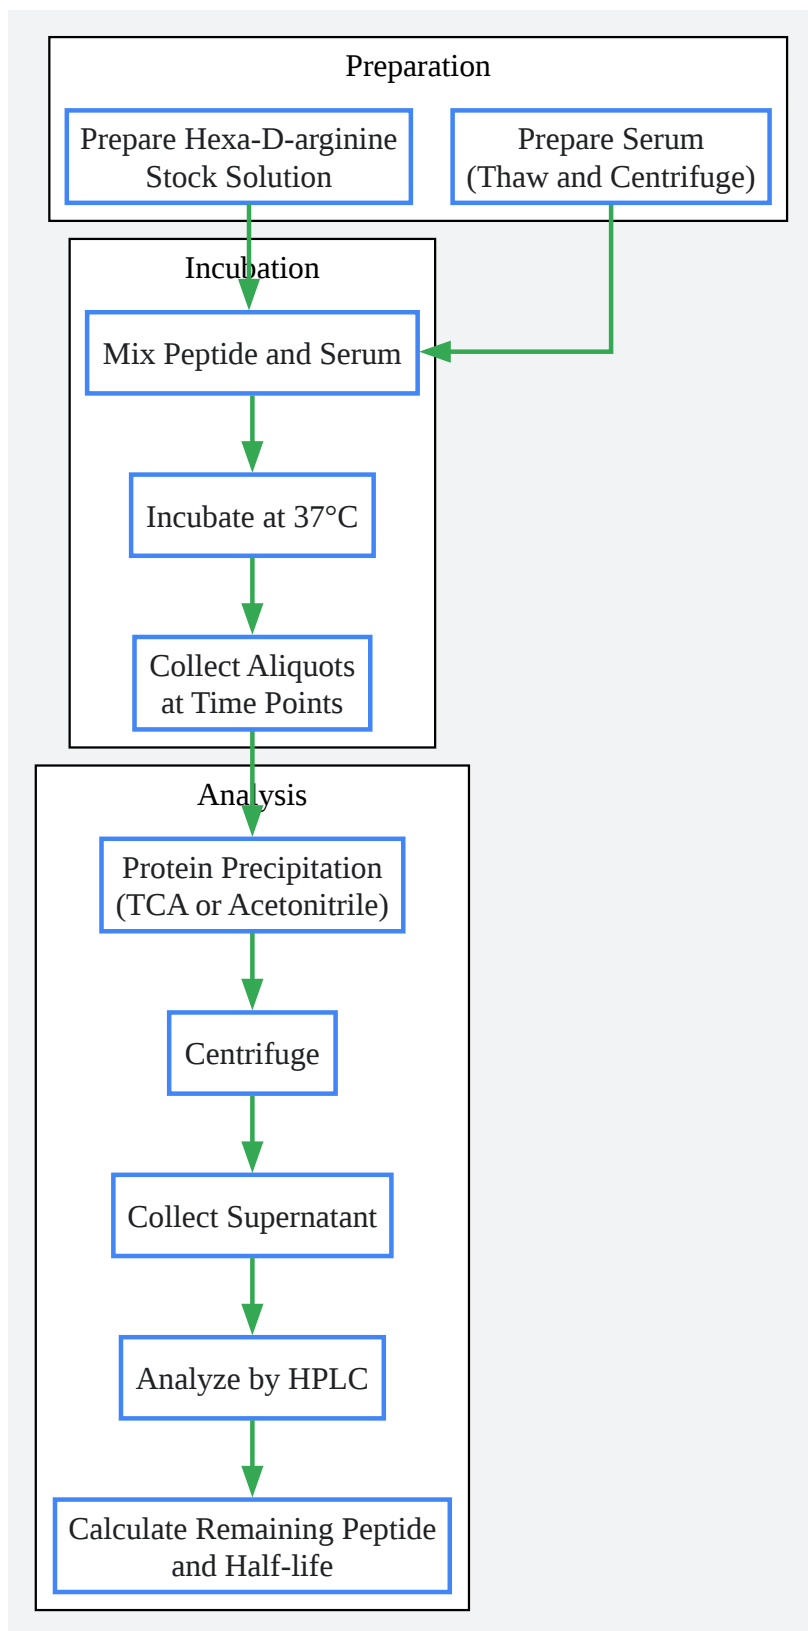 Preparation
Prepare Hexa-D-arginine
Stock Solution
Prepare Serum
(Thaw and Centrifuge)
Incubation
Mix Peptide and Serum
Incubate at 37°C
Collect Aliquots
at Time Points
Analysis
Protein Precipitation
(TCA or Acetonitrile)
Centrifuge
Collect Supernatant
Analyze by HPLC
Calculate Remaining Peptide
and Half-life